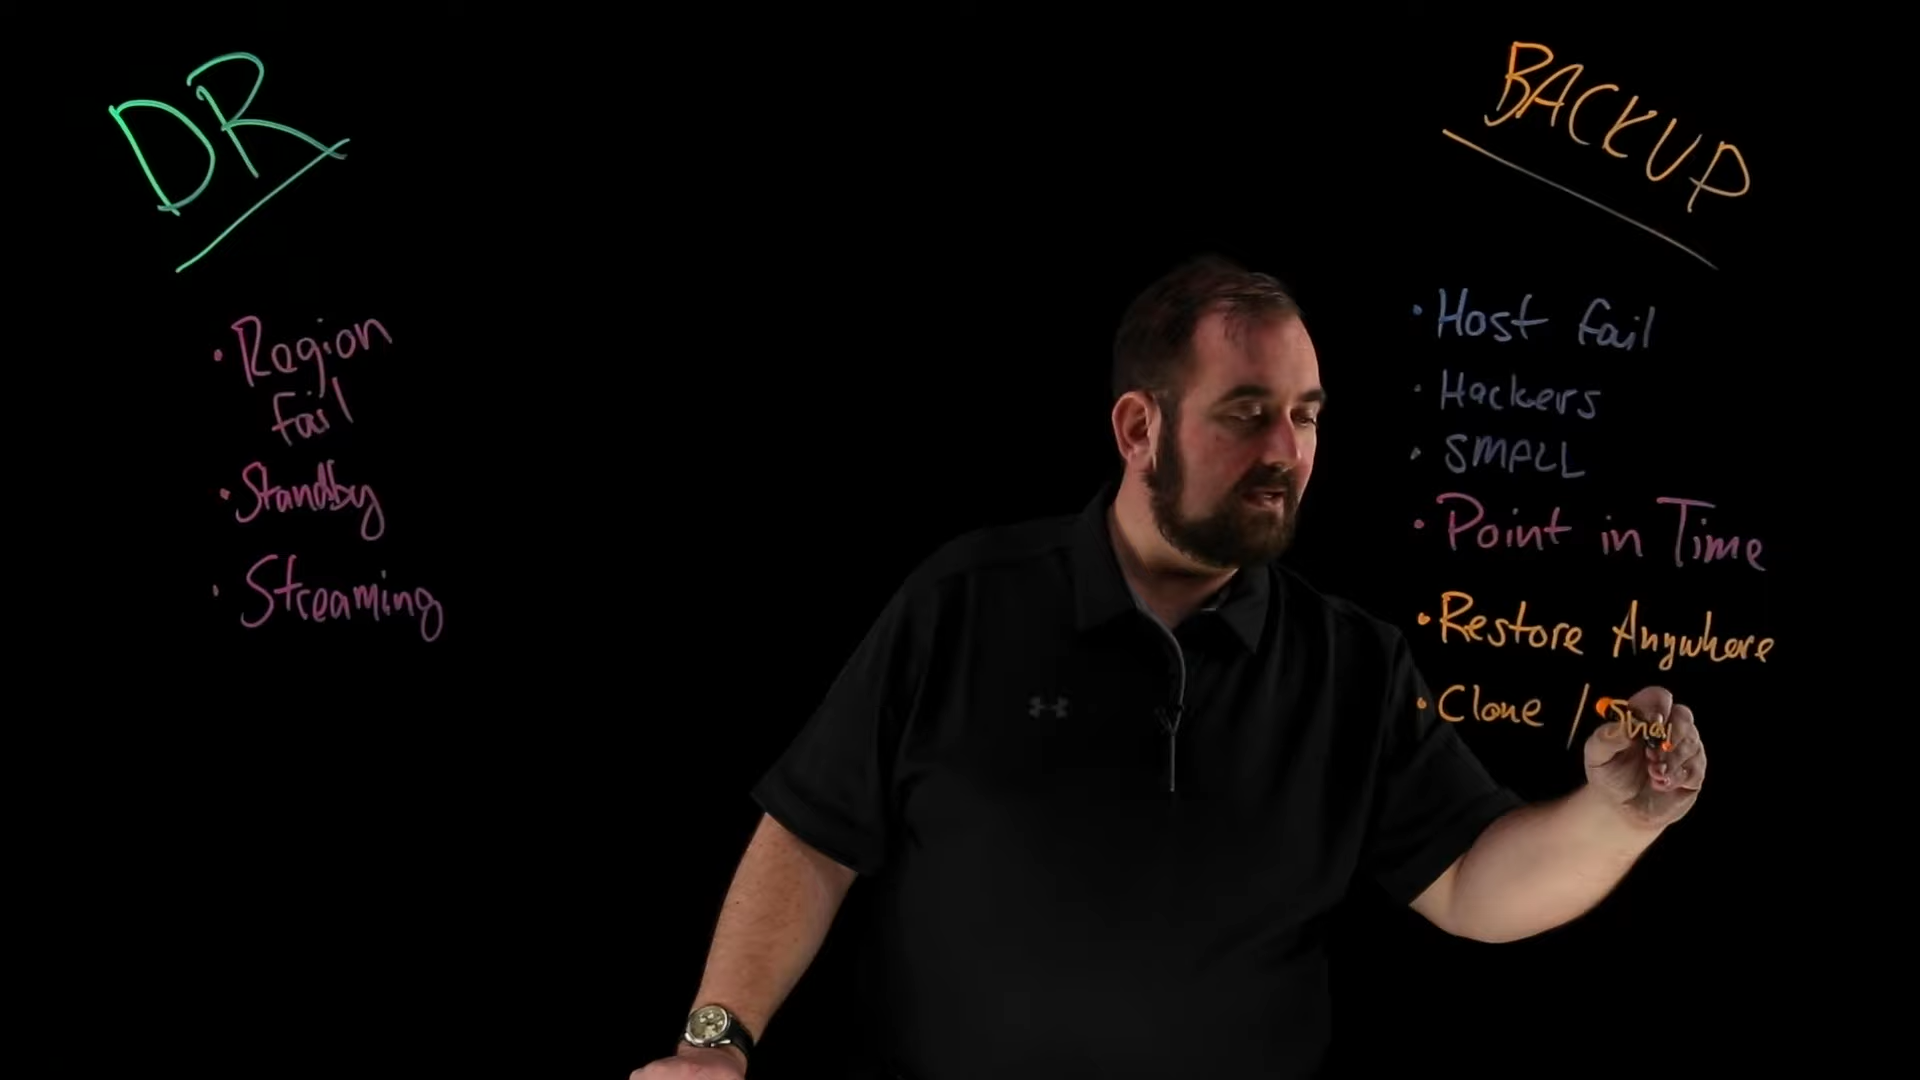 DR
• Region
fail
• Standby
• Streaming
BACKUP
• Host fail
• Hackers
• SMALL
• Point in Time
• Restore Anywhere
• Clone /